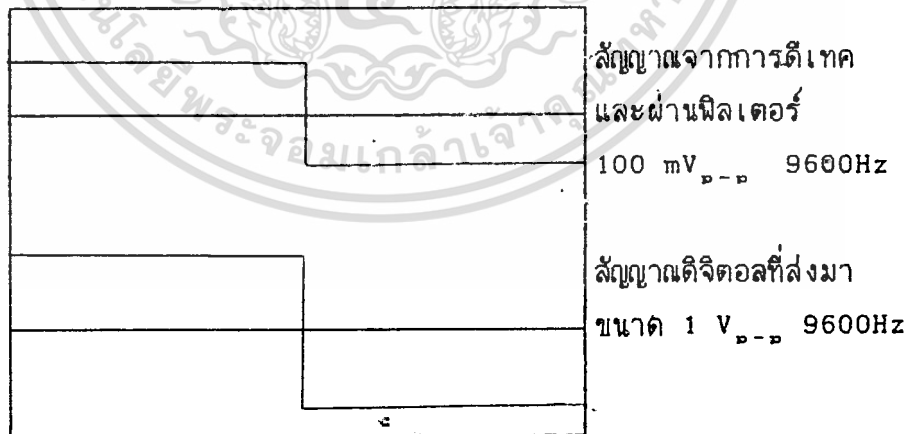 สัญญาณจากการดีเทค
และผ่านฟิลเตอร์
100 mVp-p 9600Hz
สัญญาณดิจิตอลที่ส่งมา
ขนาด 1 Vp-p 9600Hz